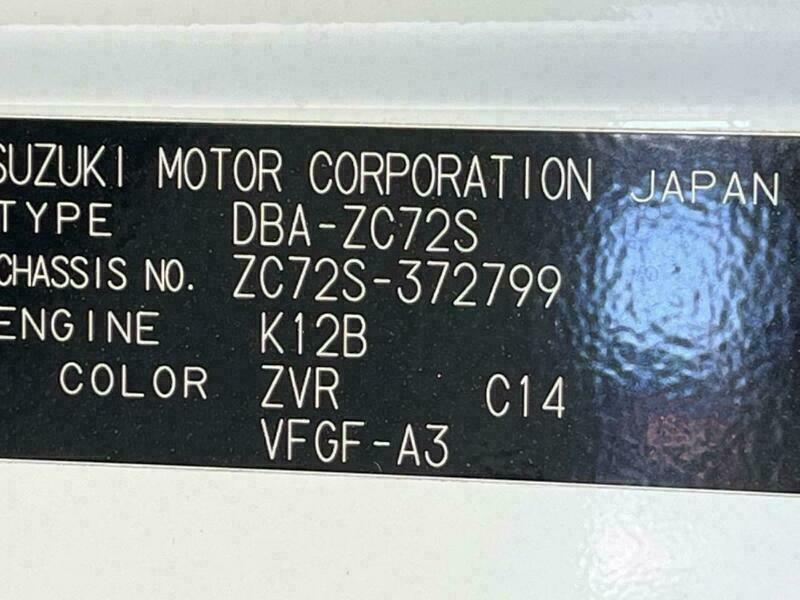 SUZUKI MOTOR CORPORATION JAPAN
TYPE DBA-ZC72S
CHASSIS NO. ZC72S-372799
ENGINE K12B
COLOR ZVR C14
VFGF-A3